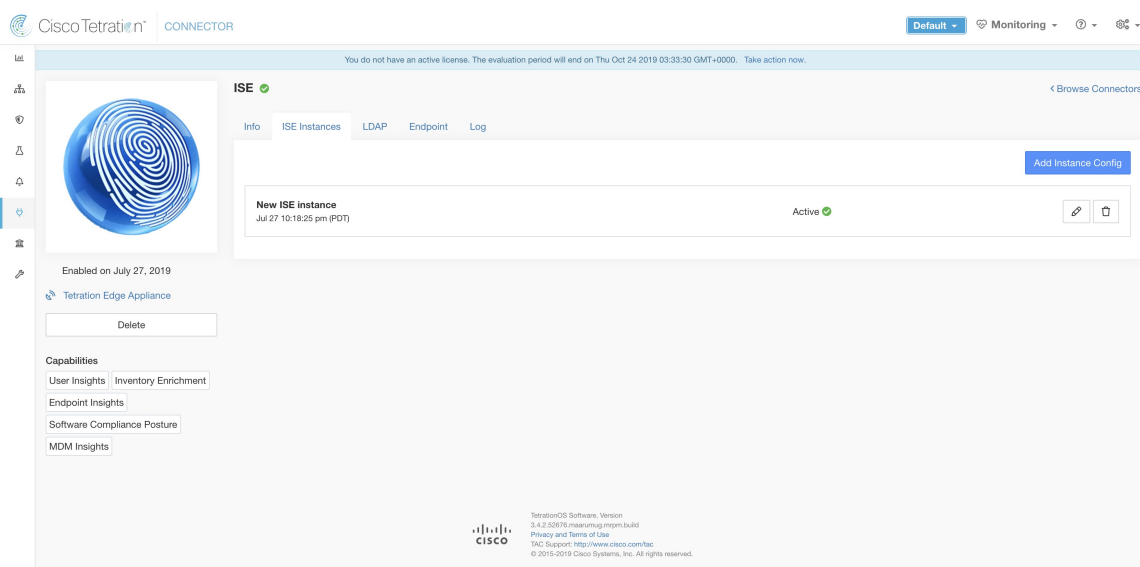 Cisco Tetration™ CONNECTOR
Default
Monitoring
You do not have an active license. The evaluation period will end on Thu Oct 24 2019 03:33:30 GMT+0000. Take action now.
ISE
< Browse Connectors
Info ISE Instances LDAP Endpoint Log
Add Instance Config
New ISE instance
Jul 27 10:18:25 pm (PDT)
Active
Enabled on July 27, 2019
Tetration Edge Appliance
Delete
Capabilities
User Insights Inventory Enrichment
Endpoint Insights
Software Compliance Posture
MDM Insights
CISCO
TetrationOS Software, Version
3.4.2.52676.maarumug.mrpm.build
Privacy and Terms of Use
TAC Support: http://www.cisco.com/tac
© 2015-2019 Cisco Systems, Inc. All rights reserved.